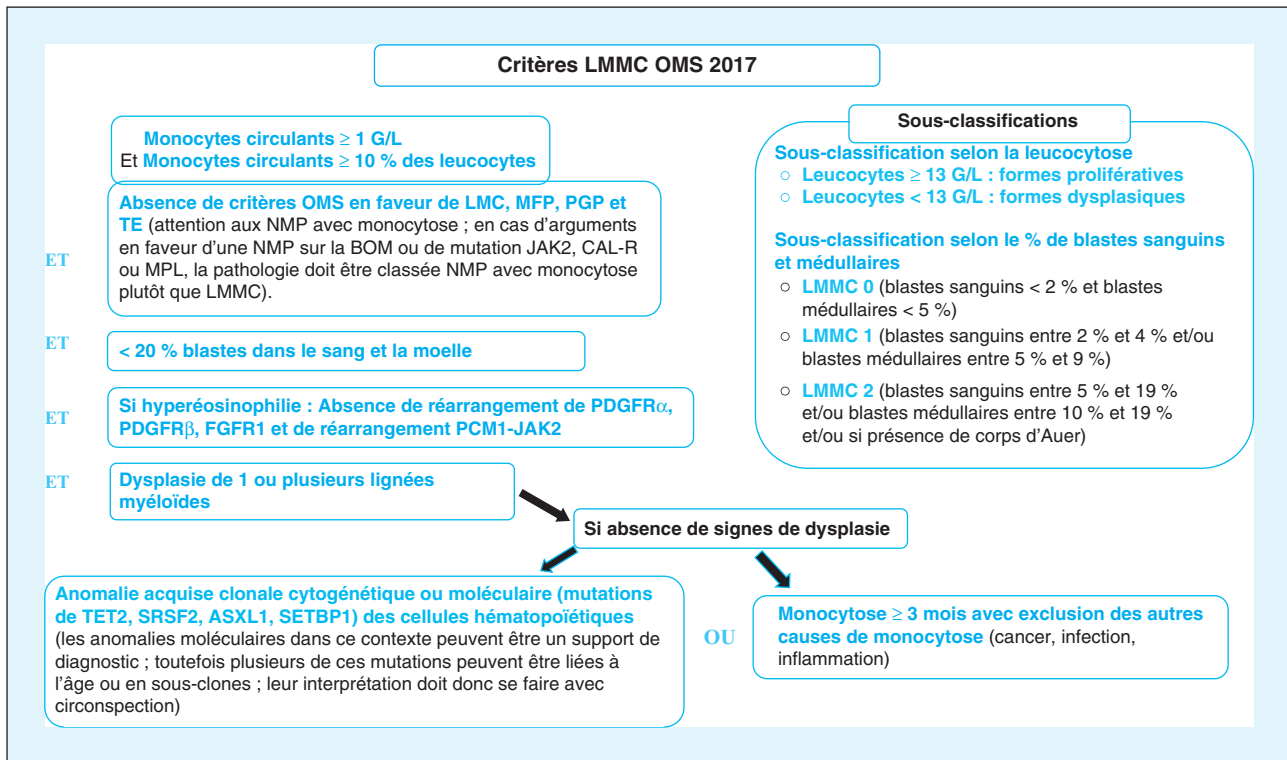 Critères LMMC OMS 2017
Monocytes circulants ≥ 1 G/L
Et Monocytes circulants ≥ 10 % des leucocytes
ET
Absence de critères OMS en faveur de LMC, MFP, PGP et
TE (attention aux NMP avec monocytose ; en cas d'arguments
en faveur d'une NMP sur la BOM ou de mutation JAK2, CAL-R
ou MPL, la pathologie doit être classée NMP avec monocytose
plutôt que LMMC).
ET
< 20 % blastes dans le sang et la moelle
ET
Si hyperéosinophilie : Absence de réarrangement de PDGFRα,
PDGFRβ, FGFR1 et de réarrangement PCM1-JAK2
ET
Dysplasie de 1 ou plusieurs lignées
myéloïdes
Si absence de signes de dysplasie
Anomalie acquise clonale cytogénétique ou moléculaire (mutations
de TET2, SRSF2, ASXL1, SETBP1) des cellules hématopoïétiques
(les anomalies moléculaires dans ce contexte peuvent être un support de
diagnostic ; toutefois plusieurs de ces mutations peuvent être liées à
l'âge ou en sous-clones ; leur interprétation doit donc se faire avec
circonspection)
OU
Monocytose ≥ 3 mois avec exclusion des autres
causes de monocytose (cancer, infection,
inflammation)
Sous-classifications
Sous-classification selon la leucocytose
○ Leucocytes ≥ 13 G/L : formes prolifératives
○ Leucocytes < 13 G/L : formes dysplasiques
Sous-classification selon le % de blastes sanguins
et médullaires
○ LMMC 0 (blastes sanguins < 2 % et blastes
médullaires < 5 %)
○ LMMC 1 (blastes sanguins entre 2 % et 4 % et/ou
blastes médullaires entre 5 % et 9 %)
○ LMMC 2 (blastes sanguins entre 5 % et 19 %
et/ou blastes médullaires entre 10 % et 19 %
et/ou si présence de corps d'Auer)